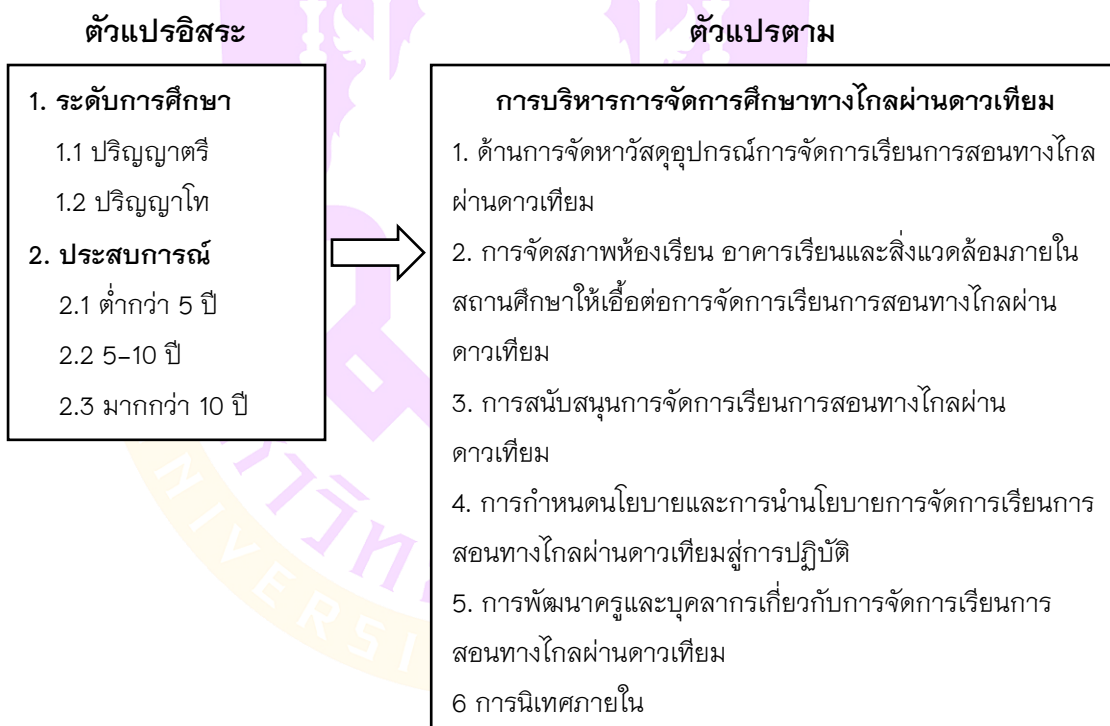 ตัวแปรอิสระ
ตัวแปรตาม
1. ระดับการศึกษา
1.1 ปริญญาตรี
1.2 ปริญญาโท
2. ประสบการณ์
2.1 ต่ำกว่า 5 ปี
2.2 5–10 ปี
2.3 มากกว่า 10 ปี
การบริหารการจัดการศึกษาทางไกลผ่านดาวเทียม
1. ด้านการจัดหาวัสดุอุปกรณ์การจัดการเรียนการสอนทางไกล
ผ่านดาวเทียม
2. การจัดสภาพห้องเรียน อาคารเรียนและสิ่งแวดล้อมภายใน
สถานศึกษาให้เอื้อต่อการจัดการเรียนการสอนทางไกลผ่าน
ดาวเทียม
3. การสนับสนุนการจัดการเรียนการสอนทางไกลผ่าน
ดาวเทียม
4. การกำหนดนโยบายและการนำนโยบายการจัดการเรียนการ
สอนทางไกลผ่านดาวเทียมสู่การปฏิบัติ
5. การพัฒนาครูและบุคลากรเกี่ยวกับการจัดการเรียนการ
สอนทางไกลผ่านดาวเทียม
6 การนิเทศภายใน